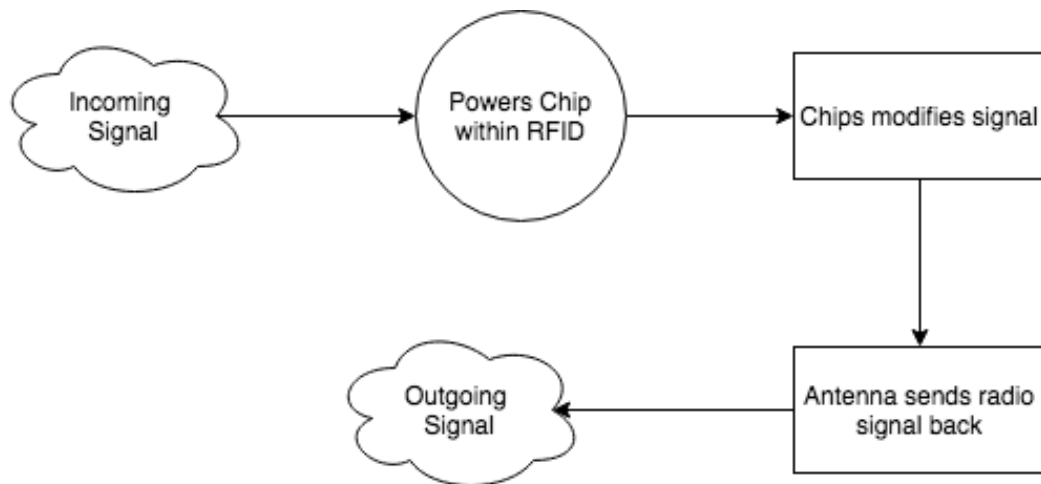 Incoming
Signal
Powers Chip
within RFID
Chips modifies signal
Antenna sends radio
signal back
Outgoing
Signal